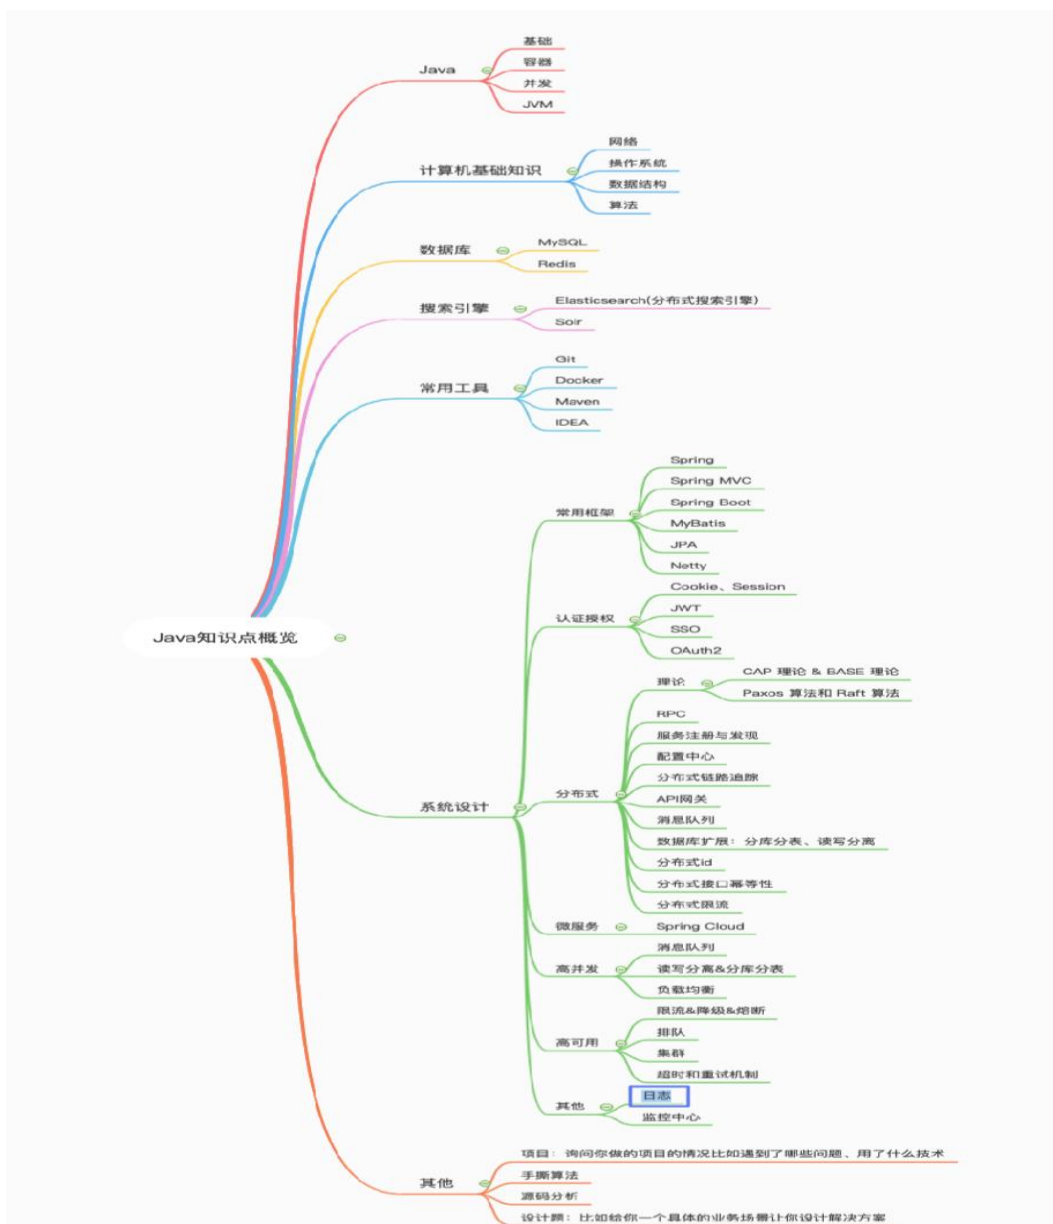 Java知识点概览
Java
基础
容器
并发
JVM
计算机基础知识
网络
操作系统
数据结构
算法
数据库
MySQL
Redis
搜索引擎
Elasticsearch(分布式搜索引擎)
Solr
常用工具
Git
Docker
Maven
IDEA
系统设计
常用框架
Spring
Spring MVC
Spring Boot
MyBatis
JPA
Netty
认证授权
Cookie、Session
JWT
SSO
OAuth2
分布式
理论
CAP 理论 & BASE 理论
Paxos 算法和 Raft 算法
RPC
服务注册与发现
配置中心
分布式链路追踪
API网关
消息队列
数据库扩展：分库分表、读写分离
分布式id
分布式接口幂等性
分布式限流
微服务
Spring Cloud
高并发
消息队列
读写分离&分库分表
负载均衡
高可用
限流&降级&熔断
排队
集群
超时和重试机制
其他
日志
监控中心
其他
项目：询问你做的项目的情况比如遇到了哪些问题、用了什么技术
手撕算法
源码分析
设计题：比如给你一个具体的业务场景让你设计解决方案